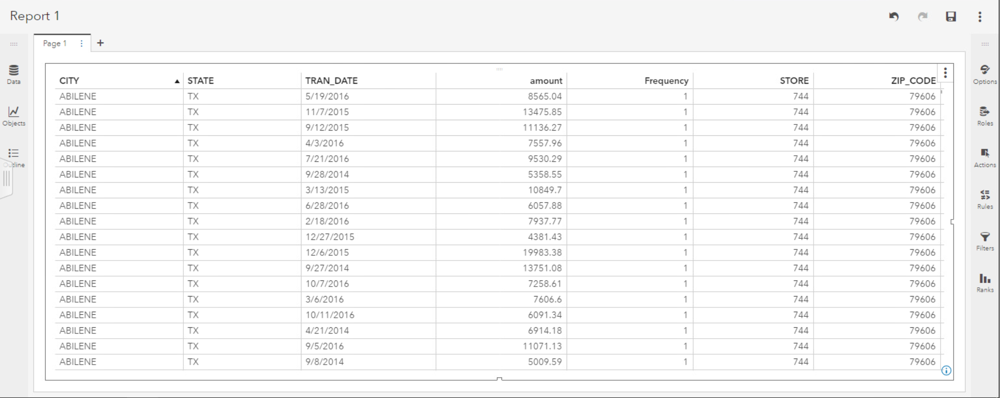 Report 1
Page 1 +
CITY STATE TRAN_DATE amount Frequency STORE ZIP_CODE
ABILENE TX 5/19/2016 8565.04 1 744 79606
ABILENE TX 11/7/2015 13475.85 1 744 79606
ABILENE TX 9/12/2015 11136.27 1 744 79606
ABILENE TX 4/3/2016 7557.96 1 744 79606
ABILENE TX 7/21/2016 9530.29 1 744 79606
ABILENE TX 9/28/2014 5358.55 1 744 79606
ABILENE TX 3/13/2015 10849.7 1 744 79606
ABILENE TX 6/28/2016 6057.88 1 744 79606
ABILENE TX 2/18/2016 7937.77 1 744 79606
ABILENE TX 12/27/2015 4381.43 1 744 79606
ABILENE TX 12/6/2015 19983.38 1 744 79606
ABILENE TX 9/27/2014 13751.08 1 744 79606
ABILENE TX 10/7/2016 7258.61 1 744 79606
ABILENE TX 3/6/2016 7606.6 1 744 79606
ABILENE TX 10/11/2016 6091.34 1 744 79606
ABILENE TX 4/21/2014 6914.18 1 744 79606
ABILENE TX 9/5/2016 11071.13 1 744 79606
ABILENE TX 9/8/2014 5009.59 1 744 79606
Data
Objects
Outline
Options
Roles
Actions
Rules
Filters
Ranks